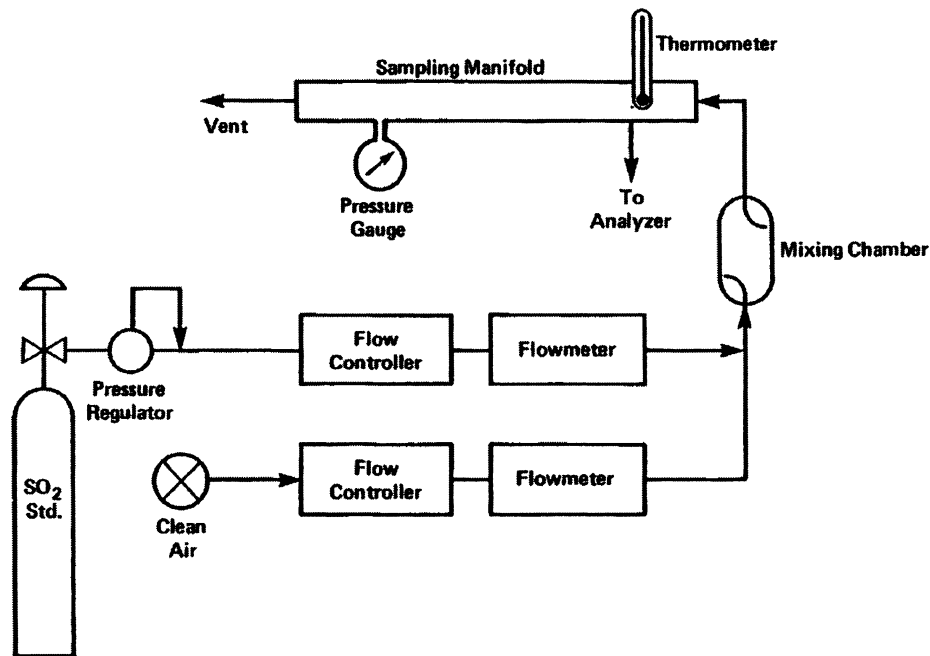 Thermometer
Sampling Manifold
Vent
Pressure
Gauge
To
Analyzer
Mixing Chamber
Flow
Controller
Flowmeter
Pressure
Regulator
Flow
Controller
Flowmeter
SO₂
Std.
Clean
Air